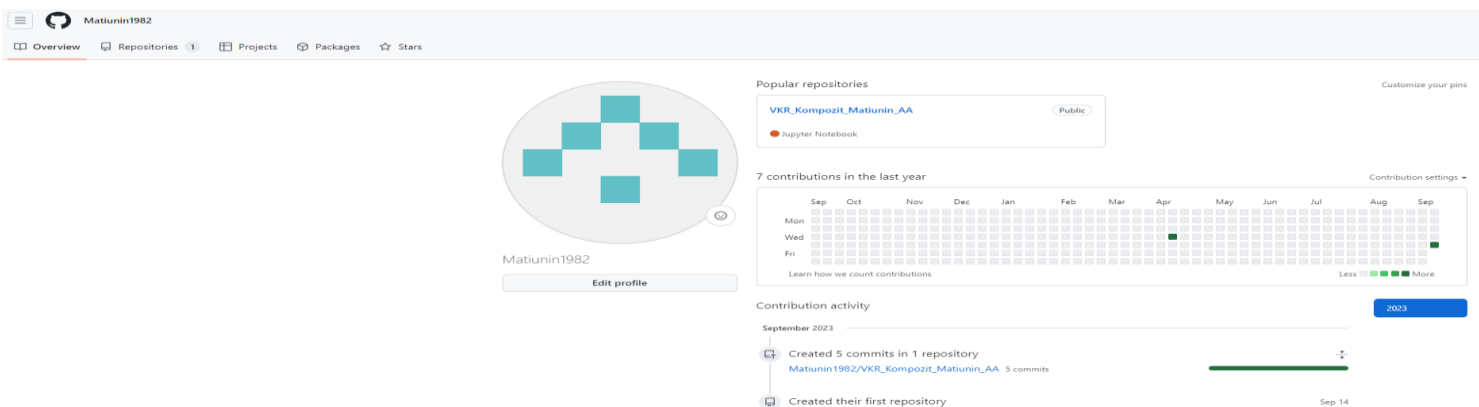 Matiunin1982
Overview Repositories 1 Projects Packages Stars
Popular repositories Customize your pins
VKR_Kompozit_Matiunin_AA Public
Jupyter Notebook
7 contributions in the last year Contribution settings
Sep Oct Nov Dec Jan Feb Mar Apr May Jun Jul Aug Sep
Mon
Wed
Fri
Learn how we count contributions Less More
Matiunin1982
Edit profile
Contribution activity 2023
September 2023
Created 5 commits in 1 repository
Matiunin1982/VKR_Kompozit_Matiunin_AA 5 commits
Created their first repository Sep 14